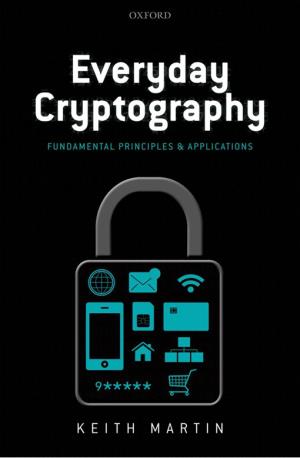 OXFORD
Everyday
Cryptography
FUNDAMENTAL PRINCIPLES & APPLICATIONS
9*****
KEITH MARTIN